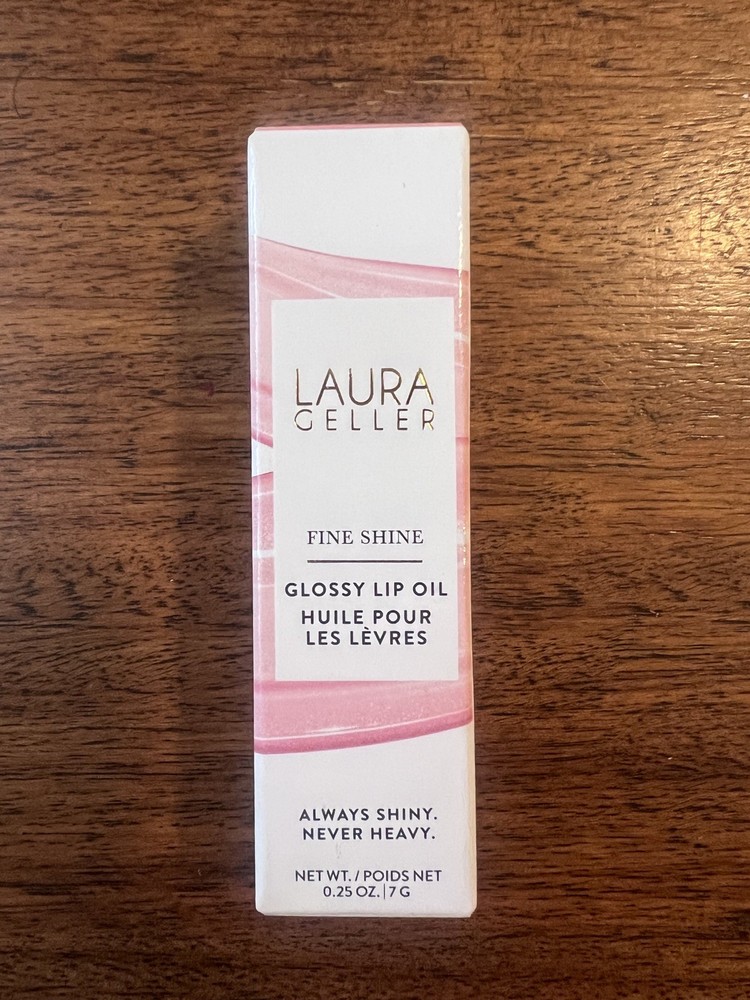 LAURA
GELLER
FINE SHINE
GLOSSY LIP OIL
HUILE POUR
LES LÈVRES
ALWAYS SHINY.
NEVER HEAVY.
NET WT. / POIDS NET
0.25 OZ. | 7 G